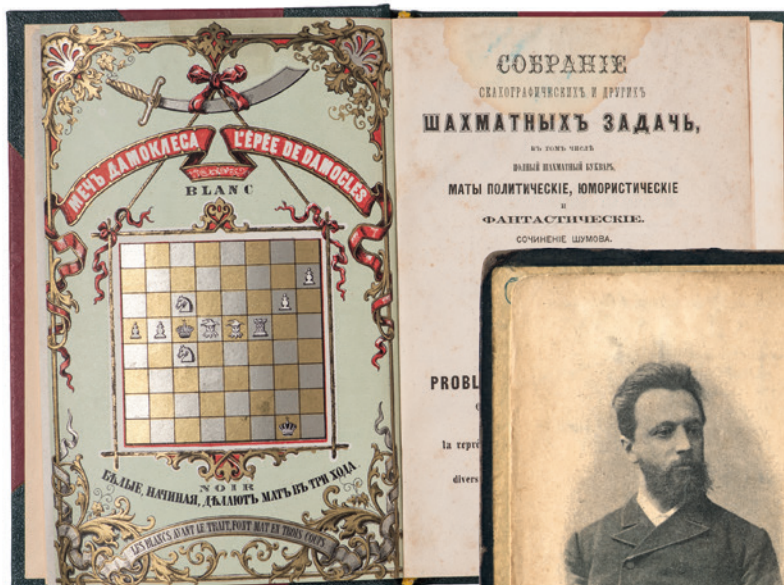 МЕЧЪ ДАМОКЛЕСА
L'ÉPÉE DE DAMOCLÈS
BLANC
NOIR
БѢЛЫЕ, НАЧИНАЯ, ДѢЛАЮТЪ МАТЪ ВЪ ТРИ ХОДА
LES BLANCS AYANT LE TRAIT, FONT MAT EN TROIS COUPS
СОБРАНІЕ
СКАХОГРАФИЧЕСКИХЪ И ДРУГИХЪ
ШАХМАТНЫХЪ ЗАДАЧЬ,
ВЪ ТОМЪ ЧИСЛѢ
ПОЛНЫЙ ШАХМАТНЫЙ БУКВАРЬ,
МАТЫ ПОЛИТИЧЕСКІЕ, ЮМОРИСТИЧЕСКІЕ
И
ФАНТАСТИЧЕСКІЕ.
СОЧИНЕНІЕ ШУМОВА.
PROBL
la repré
divers